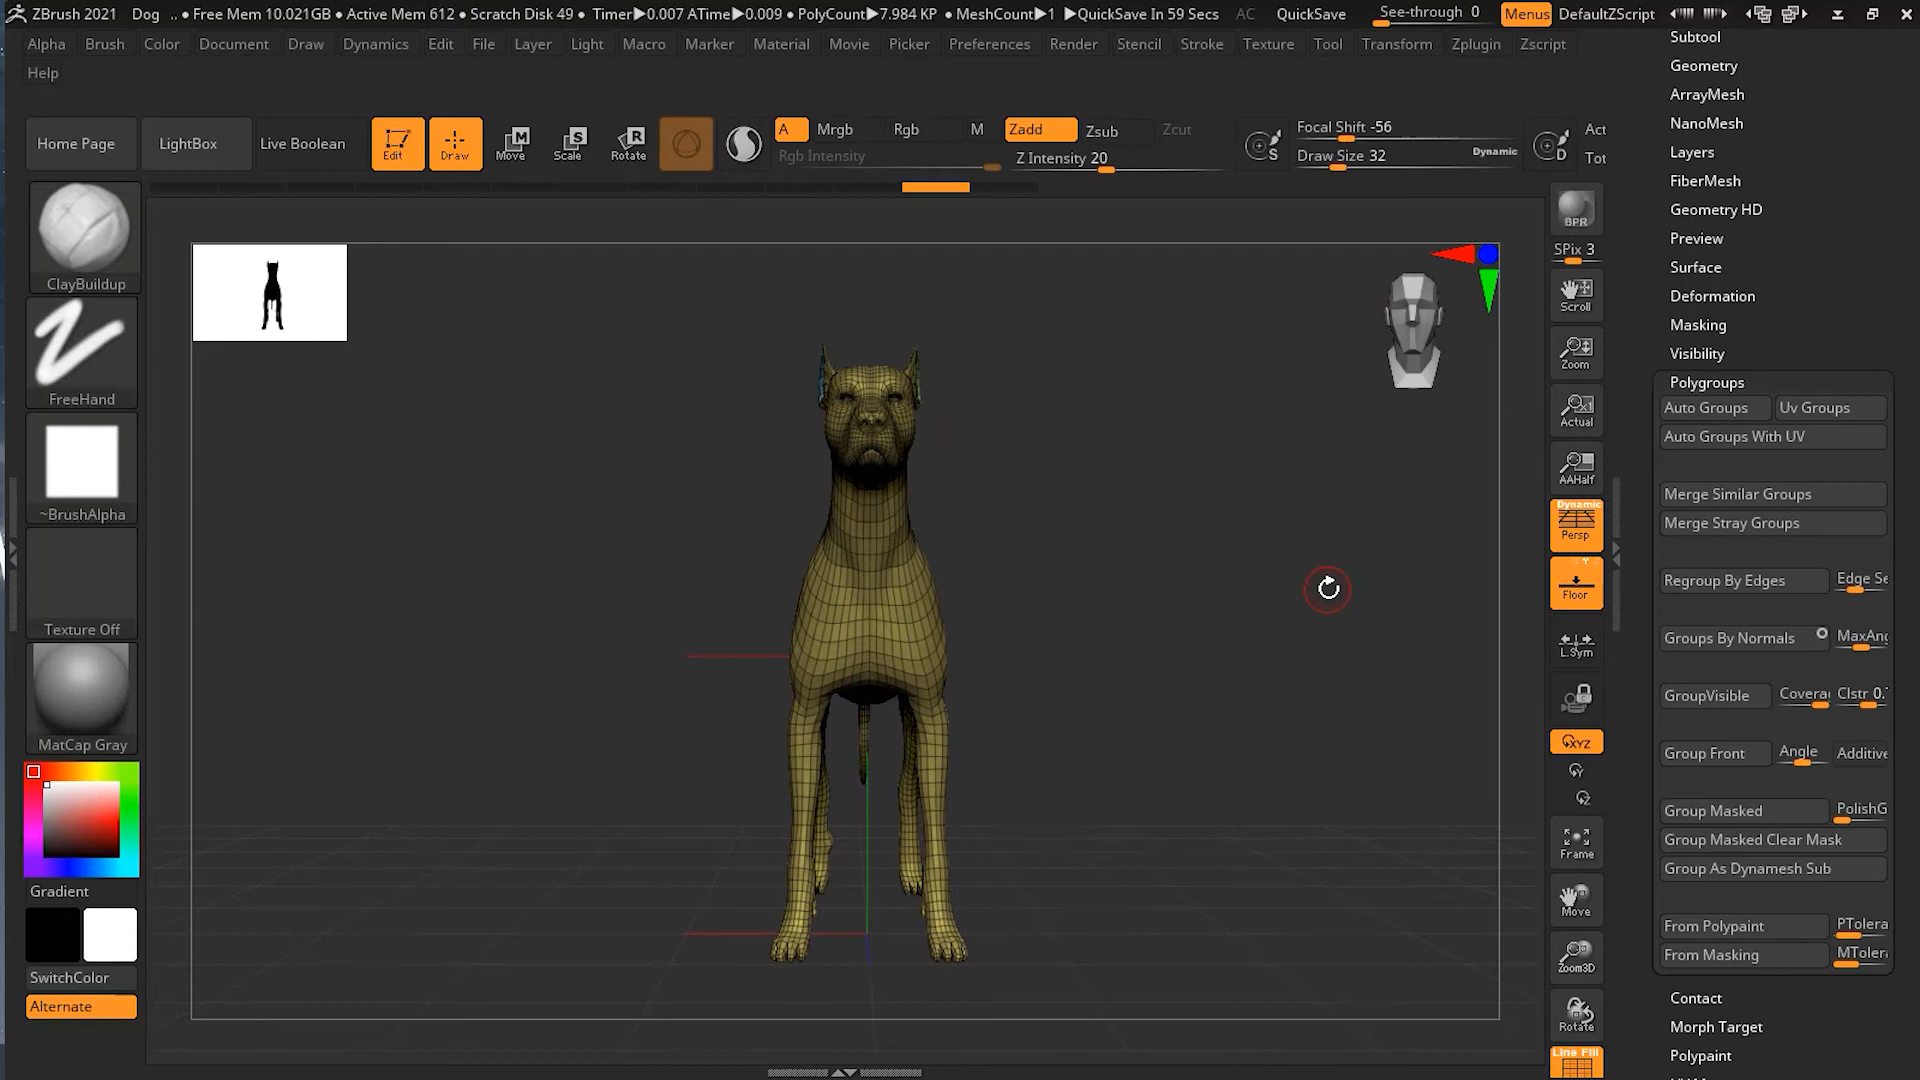 ZBrush 2021 Dog .. ● Free Mem 10.021GB ● Active Mem 612 ● Scratch Disk 49 ● Timer▶0.007 ATime▶0.009 ● PolyCount▶7.984 KP ● MeshCount▶1 ▶QuickSave In 59 Secs AC QuickSave See-through 0 Menus DefaultZScript
Alpha Brush Color Document Draw Dynamics Edit File Layer Light Macro Marker Material Movie Picker Preferences Render Stencil Stroke Texture Tool Transform Zplugin Zscript
Help
Home Page LightBox Live Boolean Edit Draw Move Scale Rotate
M S R
A Mrgb Rgb M Zadd Zsub Zcut
Rgb Intensity Z Intensity 20
S Focal Shift -56
Draw Size 32 Dynamic
D Act
Tot
ClayBuildup
FreeHand
~BrushAlpha
Texture Off
MatCap Gray
Gradient
SwitchColor
Alternate
BPR
SPix 3
Scroll
Zoom
x1
Actual
AAHalf
Dynamic
Persp
Floor
L.Sym
XYZ
Y
Z
Frame
Move
Zoom3D
Rotate
Line Fill
Subtool
Geometry
ArrayMesh
NanoMesh
Layers
FiberMesh
Geometry HD
Preview
Surface
Deformation
Masking
Visibility
Polygroups
Auto Groups Uv Groups
Auto Groups With UV
Merge Similar Groups
Merge Stray Groups
Regroup By Edges Edge Se
Groups By Normals MaxAng
GroupVisible Covera Clstr 0.
Group Front Angle Additive
Group Masked PolishG
Group Masked Clear Mask
Group As Dynamesh Sub
From Polypaint PTolera
From Masking MTolera
Contact
Morph Target
Polypaint